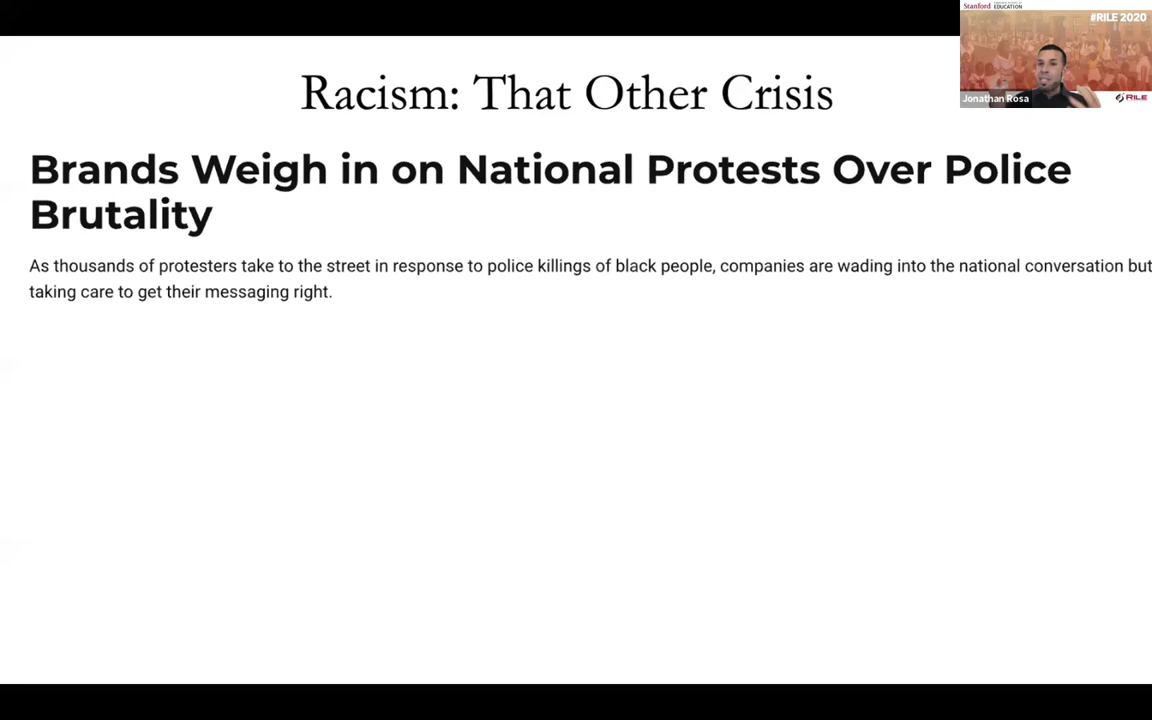 Stanford
EDUCATION
#RILE 2020
Jonathan Rosa
RILE
Racism: That Other Crisis
Brands Weigh in on National Protests Over Police
Brutality
As thousands of protesters take to the street in response to police killings of black people, companies are wading into the national conversation but
taking care to get their messaging right.